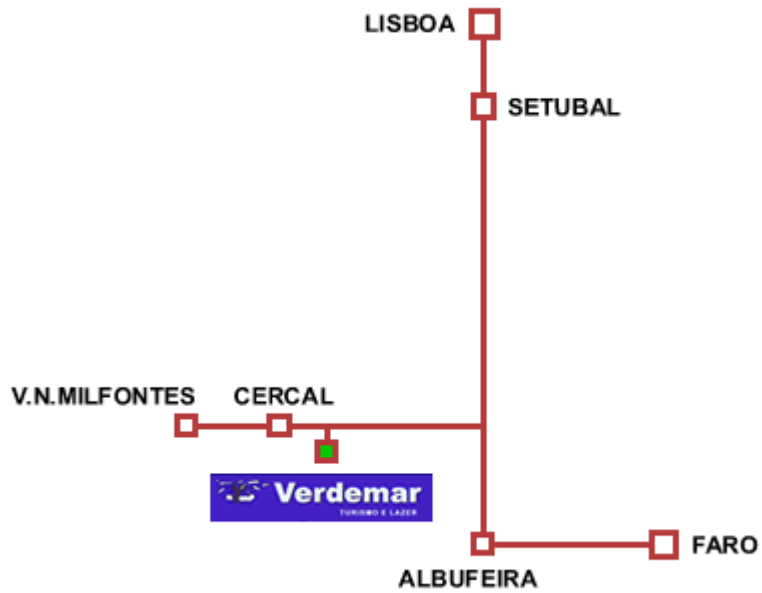 LISBOA
SETUBAL
V.N.MILFONTES
CERCAL
Verdemar
TURISMO E LAZER
FARO
ALBUFEIRA